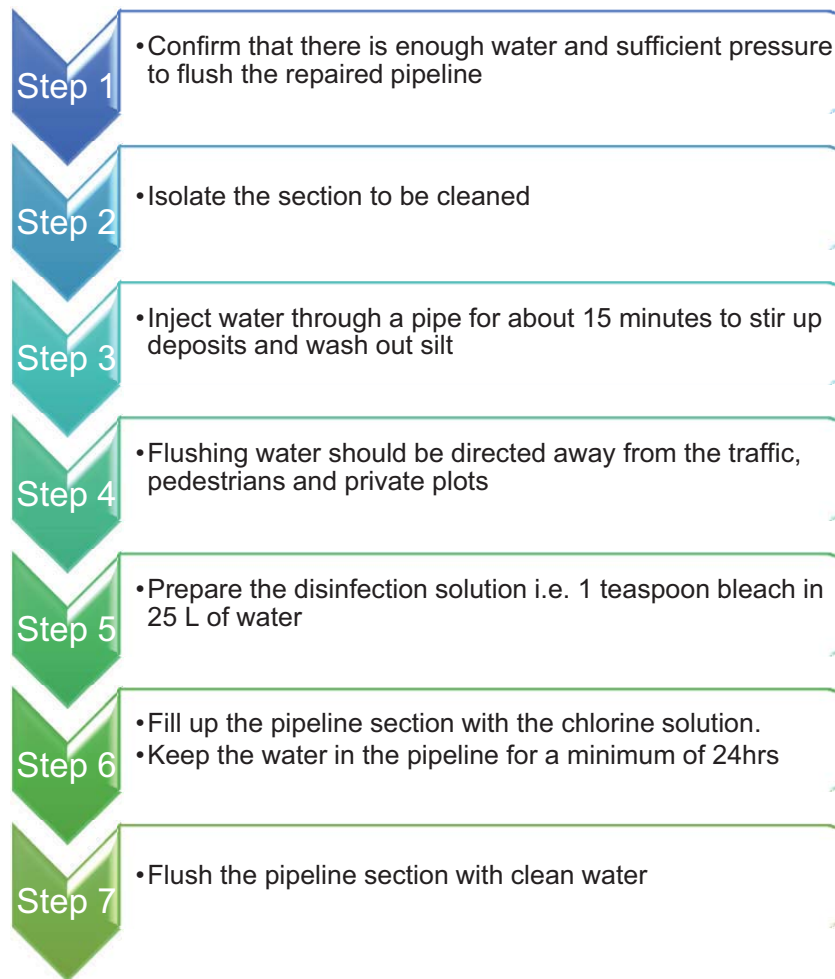 Step 1
•Confirm that there is enough water and sufficient pressure
to flush the repaired pipeline
Step 2
•Isolate the section to be cleaned
Step 3
•Inject water through a pipe for about 15 minutes to stir up
deposits and wash out silt
Step 4
•Flushing water should be directed away from the traffic,
pedestrians and private plots
Step 5
•Prepare the disinfection solution i.e. 1 teaspoon bleach in
25 L of water
Step 6
•Fill up the pipeline section with the chlorine solution.
•Keep the water in the pipeline for a minimum of 24hrs
Step 7
•Flush the pipeline section with clean water